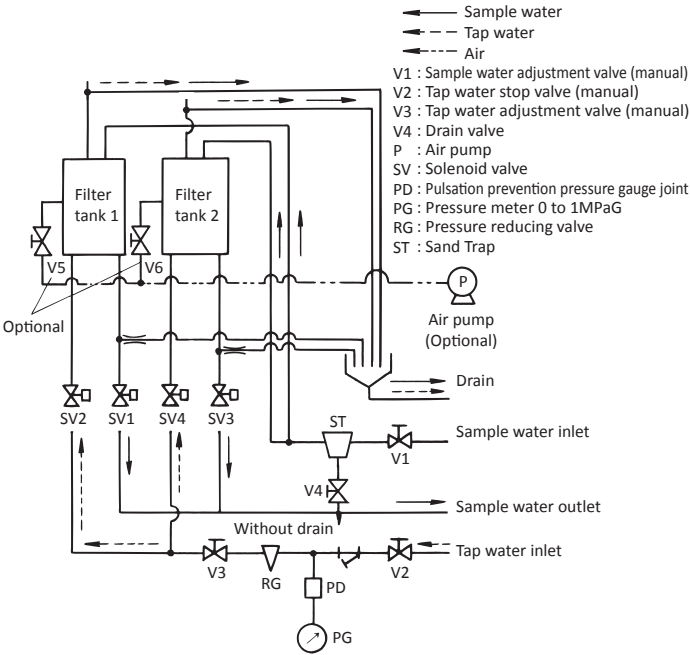 Sample water
Tap water
Air
V1 : Sample water adjustment valve (manual)
V2 : Tap water stop valve (manual)
V3 : Tap water adjustment valve (manual)
V4 : Drain valve
P : Air pump
SV : Solenoid valve
PD : Pulsation prevention pressure gauge joint
PG : Pressure meter 0 to 1MPaG
RG : Pressure reducing valve
ST : Sand Trap
Filter
tank 1
Filter
tank 2
V5
V6
Optional
P
Air pump
(Optional)
Drain
SV2
SV1
SV4
SV3
ST
Sample water inlet
V1
V4
Sample water outlet
Without drain
Tap water inlet
V3
RG
PD
V2
PG